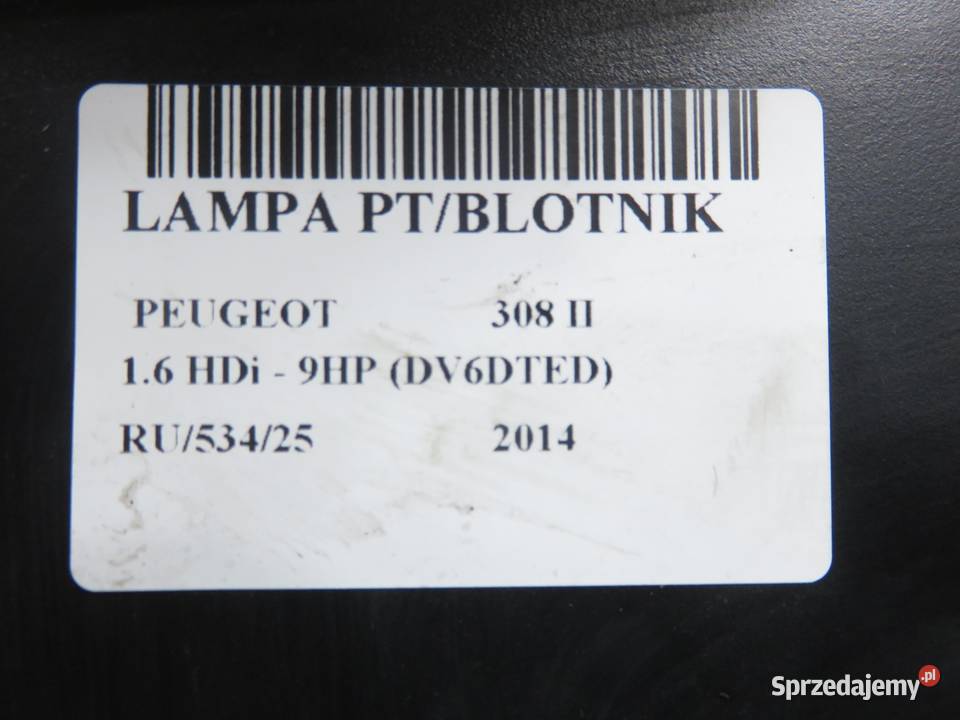 LAMPA PT/BLOTNIK
PEUGEOT 308 II
1.6 HDi - 9HP (DV6DTED)
RU/534/25 2014
Sprzedajemy.pl